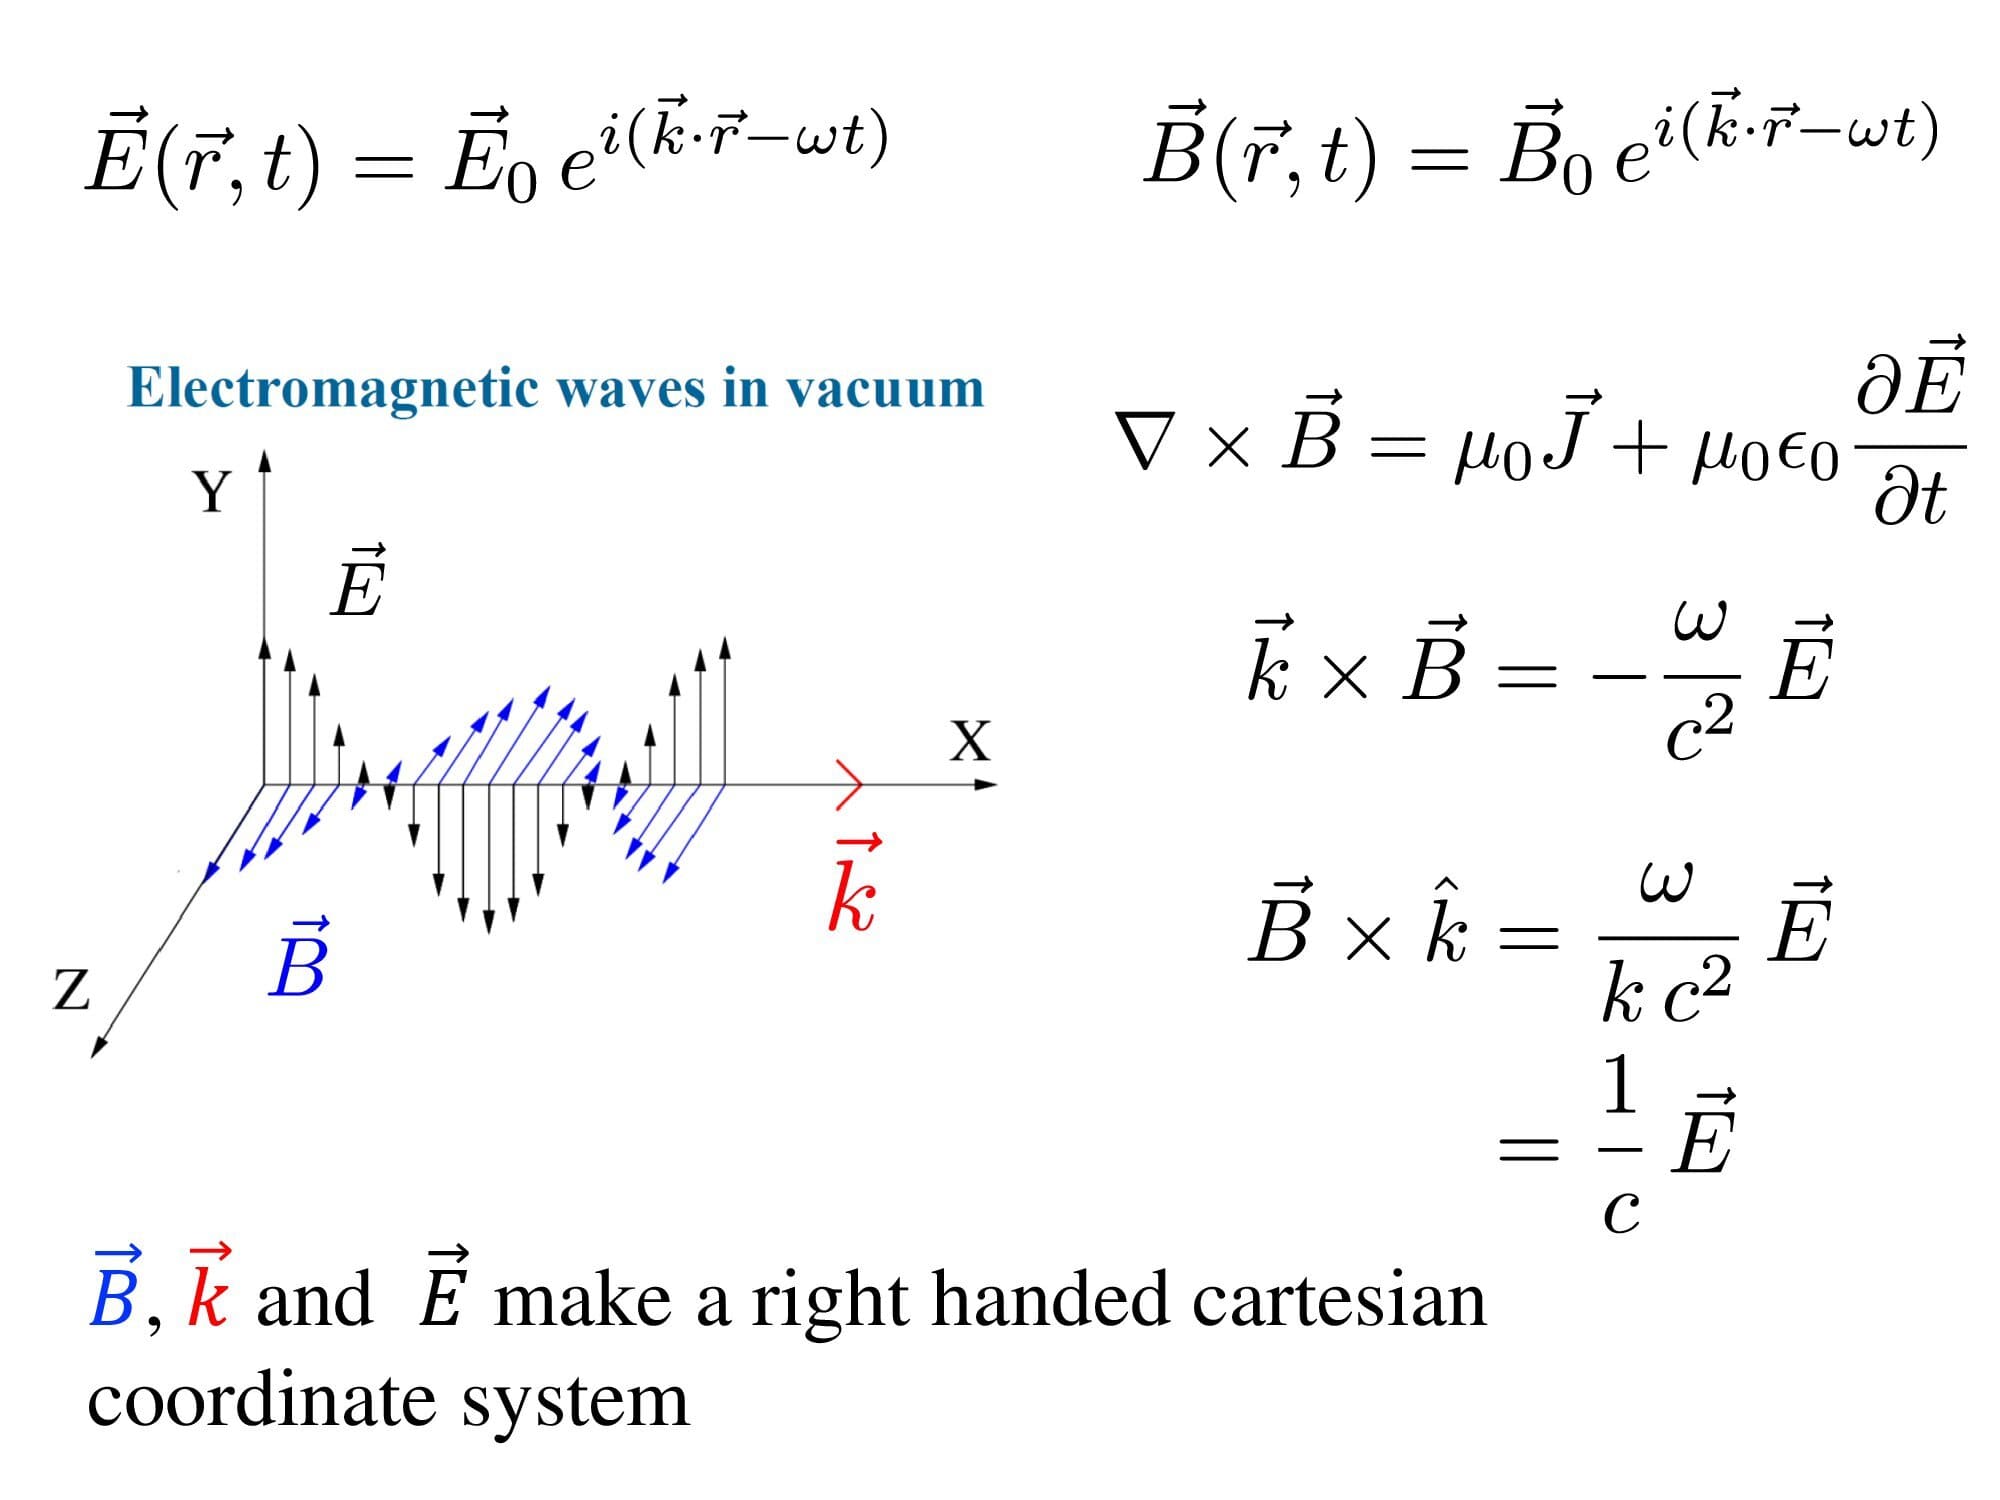 $\vec{E}(\vec{r}, t) = \vec{E}_0 \, e^{i(\vec{k} \cdot \vec{r} - \omega t)}$
$\vec{B}(\vec{r}, t) = \vec{B}_0 \, e^{i(\vec{k} \cdot \vec{r} - \omega t)}$
Electromagnetic waves in vacuum
Y
$\vec{E}$
X
$\vec{k}$
$\vec{B}$
Z
$\nabla \times \vec{B} = \mu_0 \vec{J} + \mu_0 \epsilon_0 \frac{\partial \vec{E}}{\partial t}$
$\vec{k} \times \vec{B} = -\frac{\omega}{c^2} \, \vec{E}$
$\vec{B} \times \hat{k} = \frac{\omega}{k \, c^2} \, \vec{E}$
$= \frac{1}{c} \, \vec{E}$
$\vec{B}$, $\vec{k}$ and $\vec{E}$ make a right handed cartesian
coordinate system